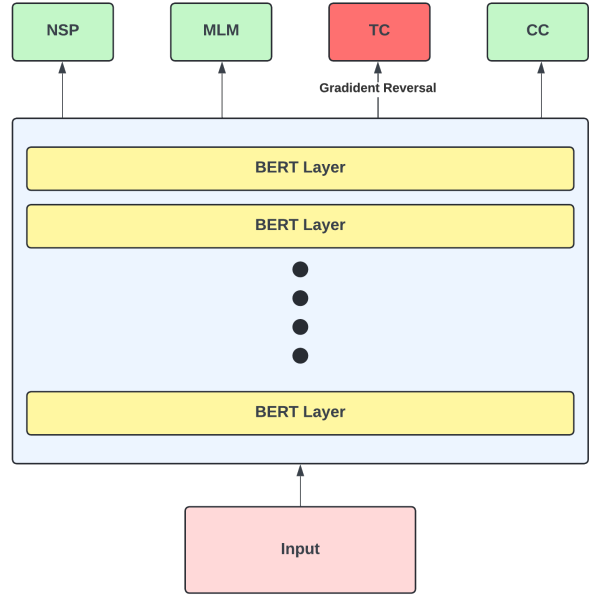 NSP
MLM
TC
CC
Gradident Reversal
BERT Layer
BERT Layer
BERT Layer
Input